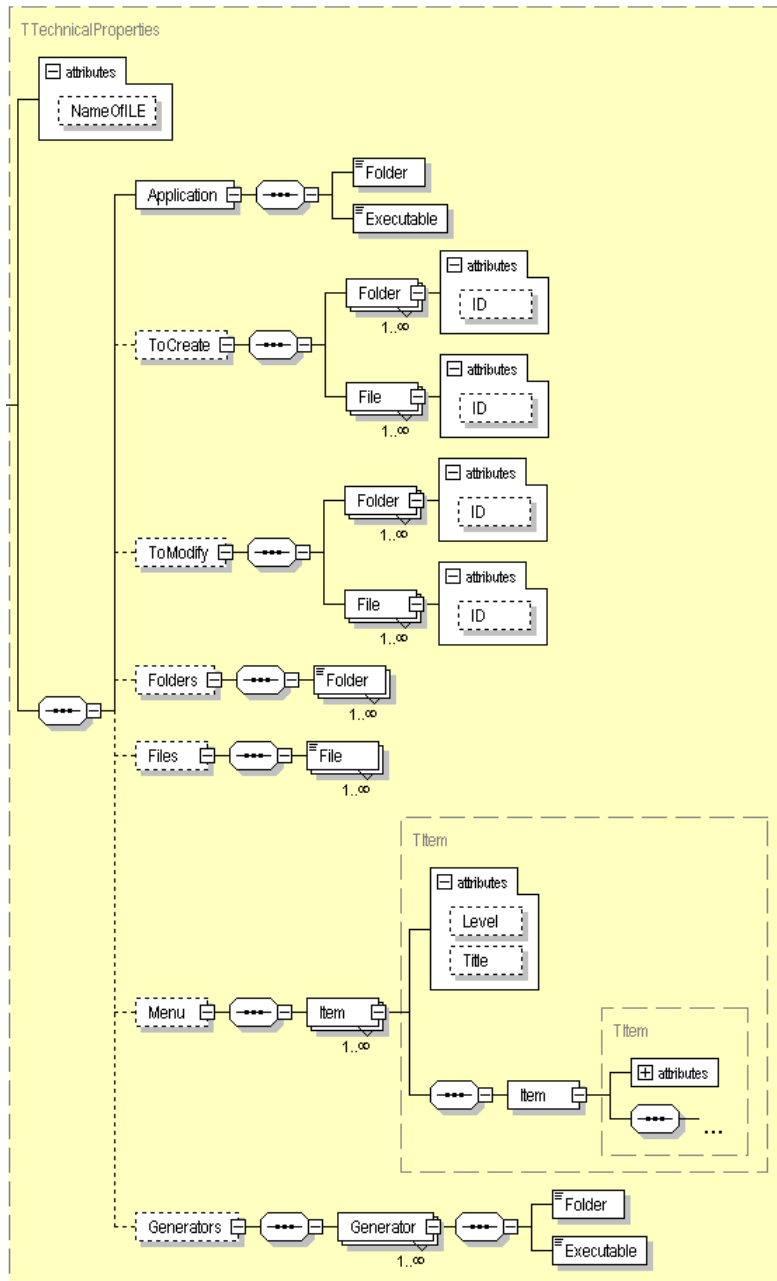 TTechnicalProperties
attributes
NameOfILE
Application
Folder
Executable
ToCreate
Folder
1..∞
attributes
ID
File
1..∞
attributes
ID
ToModify
Folder
1..∞
attributes
ID
File
1..∞
attributes
ID
Folders
Folder
1..∞
Files
File
1..∞
Menu
Item
1..∞
TItem
attributes
Level
Title
Item
TItem
attributes
...
Generators
Generator
1..∞
Folder
Executable